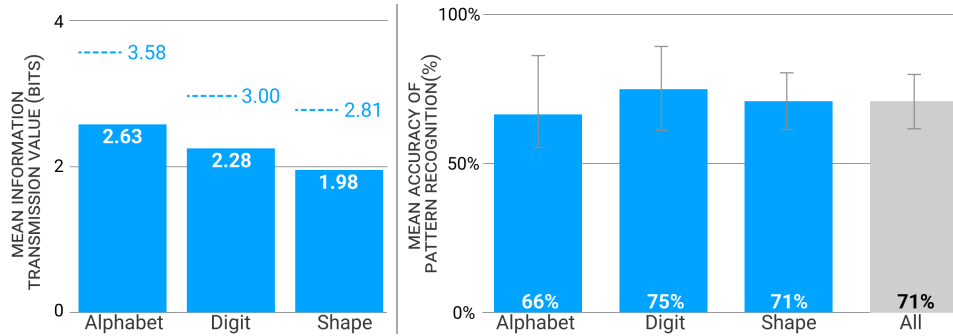 MEAN INFORMATION
TRANSMISSION VALUE (BITS)
4
2
0
3.58
3.00
2.81
2.63
2.28
1.98
Alphabet Digit Shape
MEAN ACCURACY OF
PATTERN RECOGNITION(%)
100%
50%
0%
66% 75% 71% 71%
Alphabet Digit Shape All